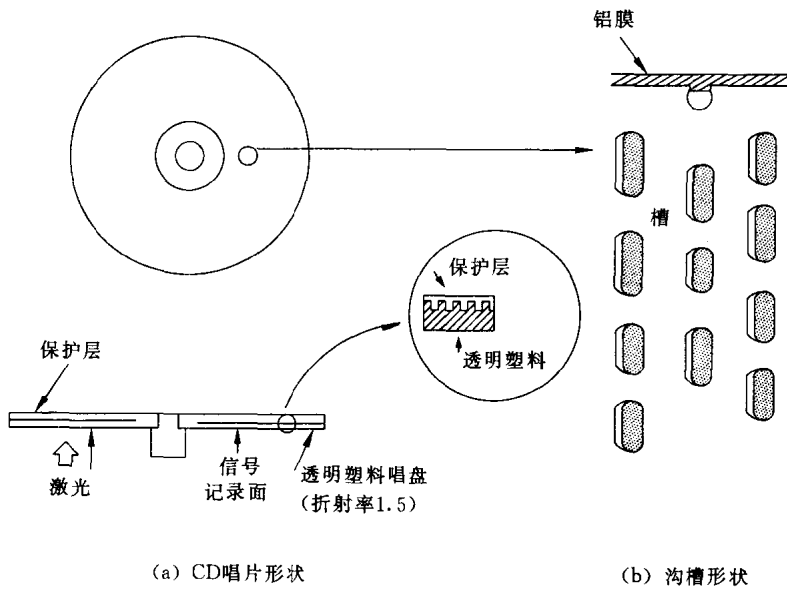 铝膜
槽
保护层
透明塑料
保护层
激光
信号
记录面
透明塑料唱盘
(折射率1.5)
(a) CD唱片形状
(b) 沟槽形状